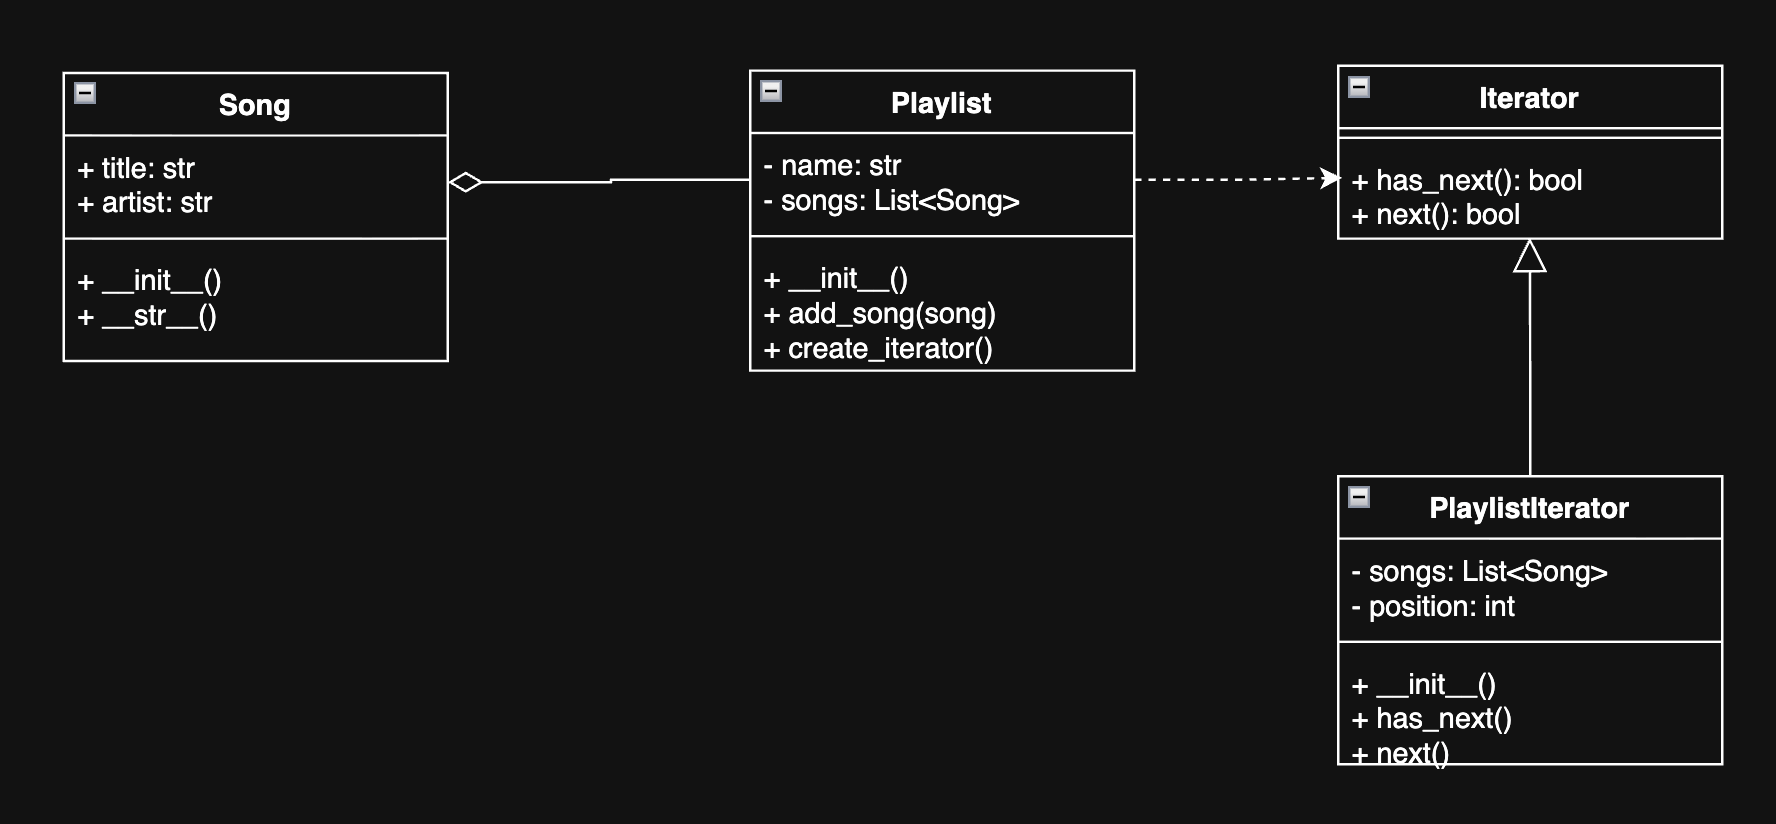 Song
+ title: str
+ artist: str
+ __init__()
+ __str__()
Playlist
- name: str
- songs: List<Song>
+ __init__()
+ add_song(song)
+ create_iterator()
Iterator
+ has_next(): bool
+ next(): bool
PlaylistIterator
- songs: List<Song>
- position: int
+ __init__()
+ has_next()
+ next()